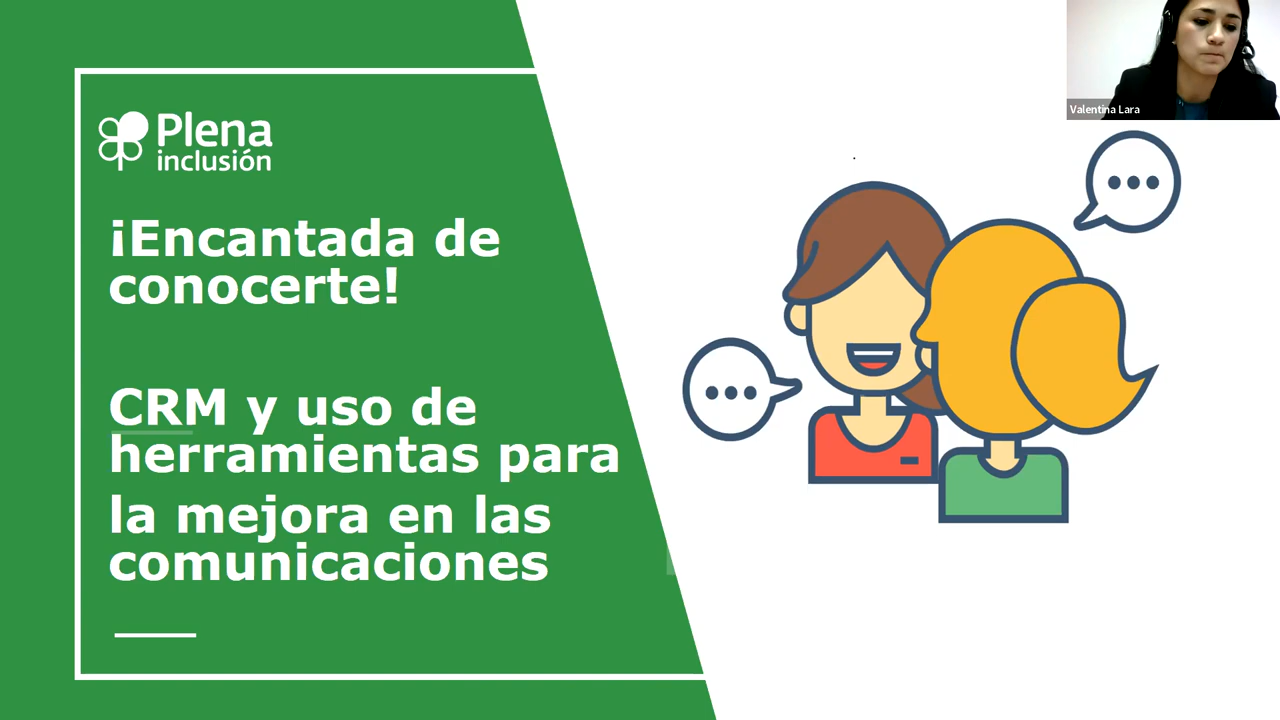 Plena
inclusión
¡Encantada de
conocerte!
CRM y uso de
herramientas para
la mejora en las
comunicaciones
Valentina Lara